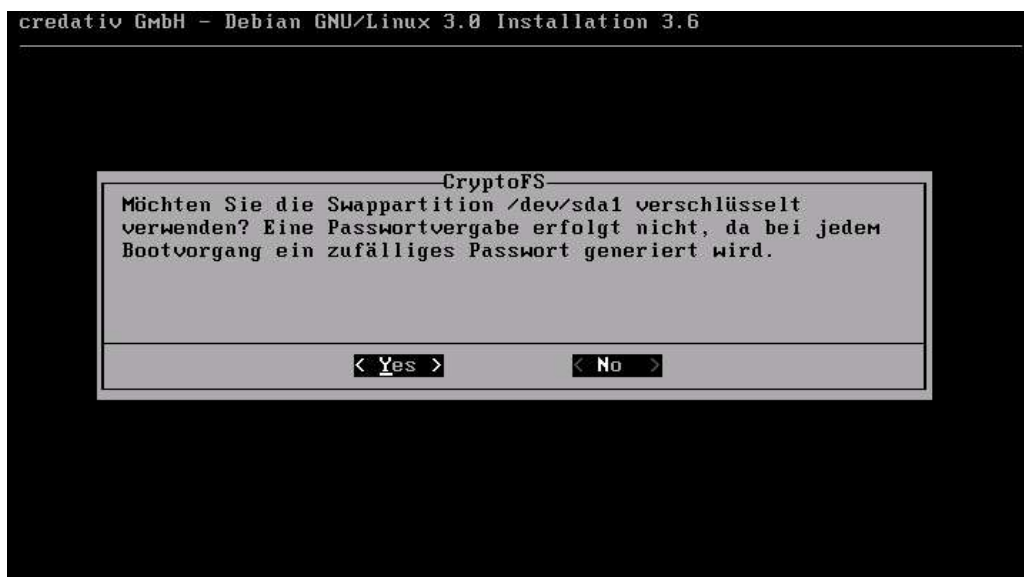 credativ GmbH - Debian GNU/Linux 3.0 Installation 3.6
CryptoFS
Möchten Sie die Swappartition /dev/sda1 verschlüsselt
verwenden? Eine Passwortvergabe erfolgt nicht, da bei jedem
Bootvorgang ein zufälliges Passwort generiert wird.
< Yes > < No >